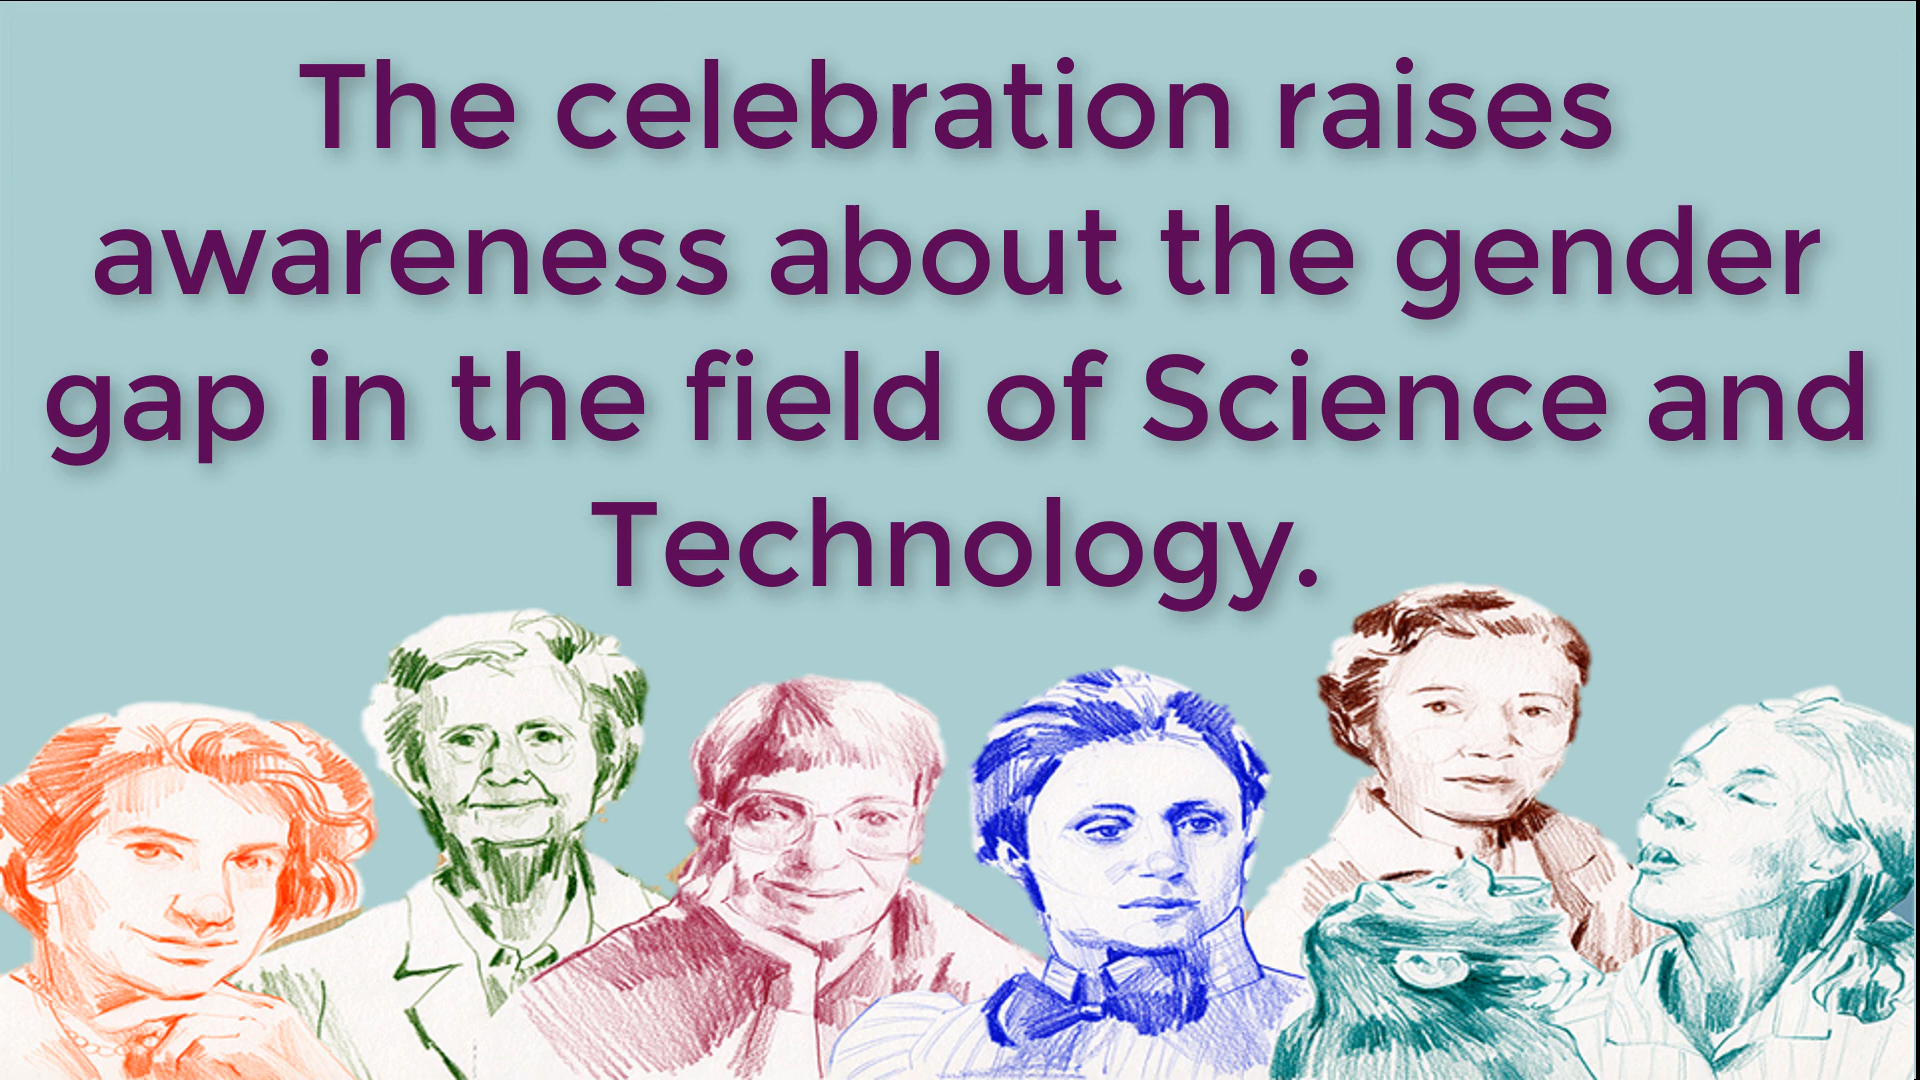 The celebration raises
awareness about the gender
gap in the field of Science and
Technology.